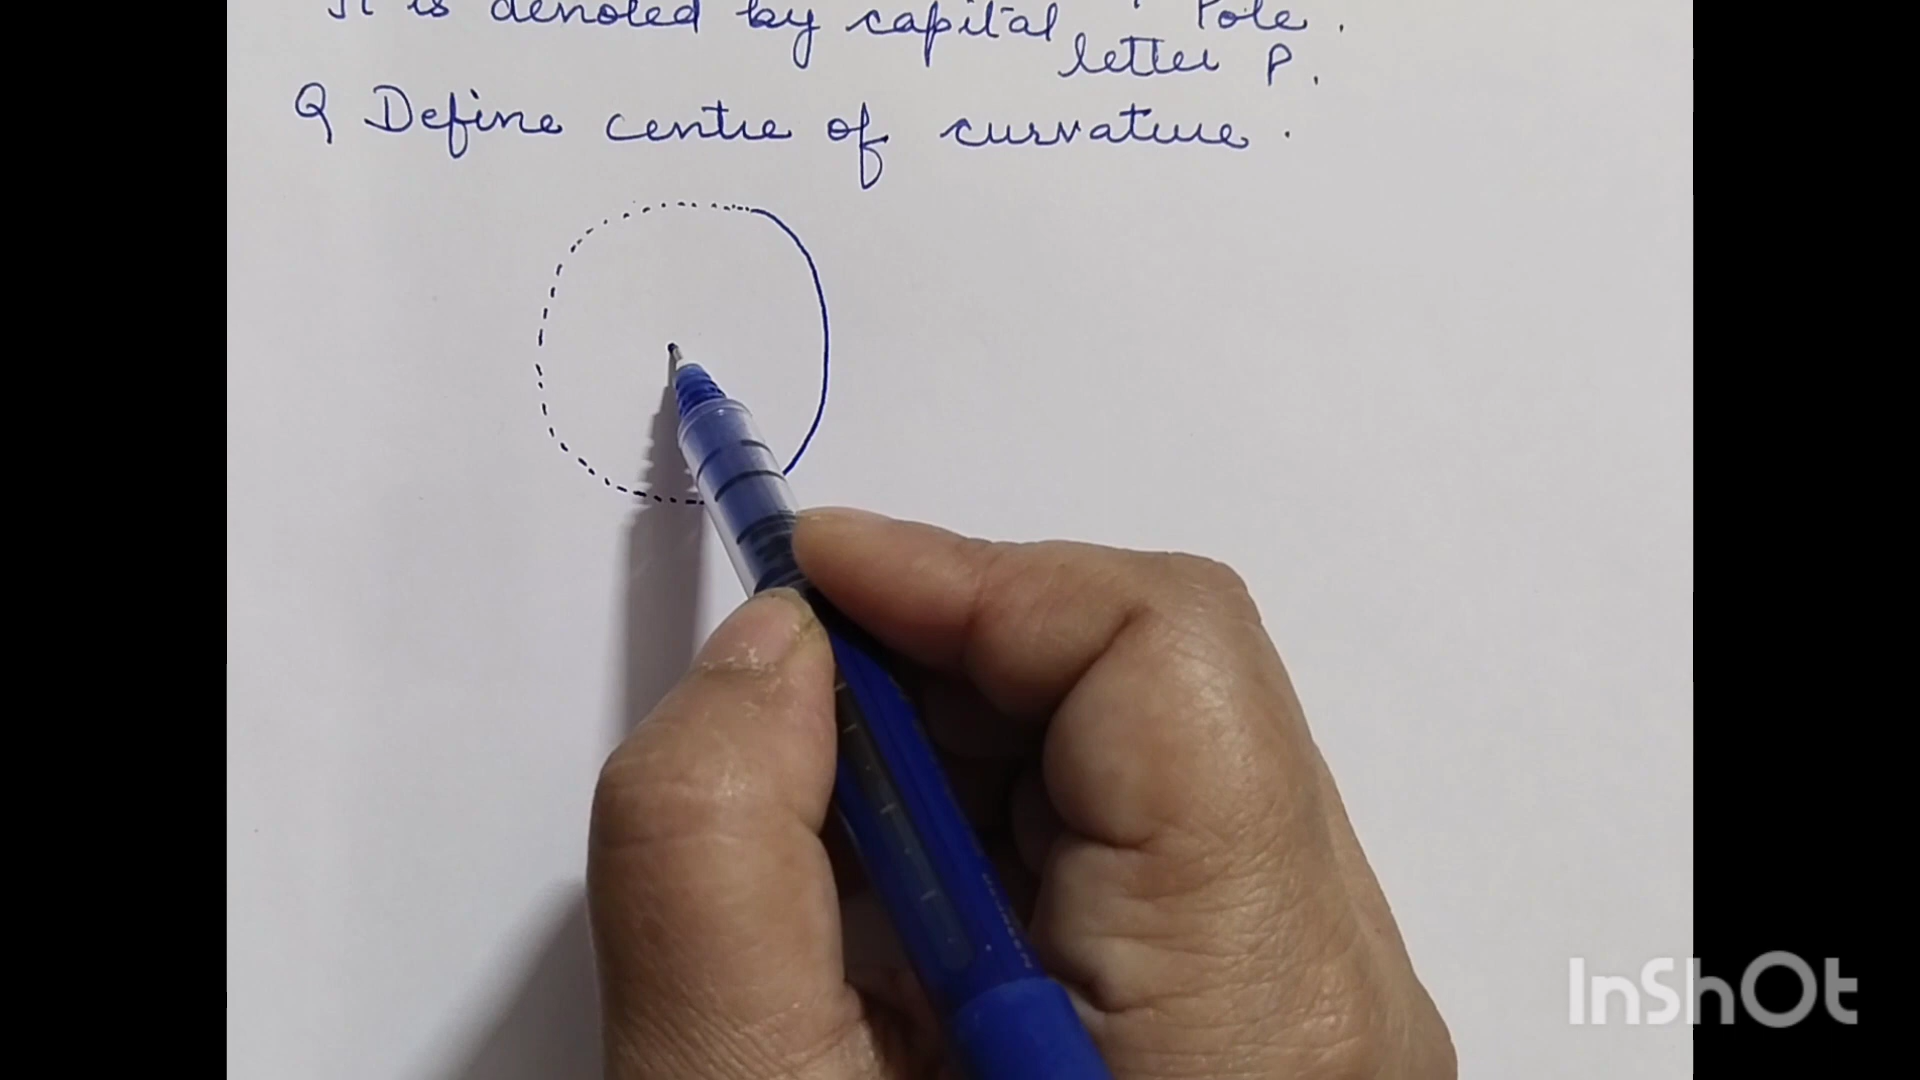 It is denoted by capital Pole.
letter P.
Q Define centre of curvature.
InShOt